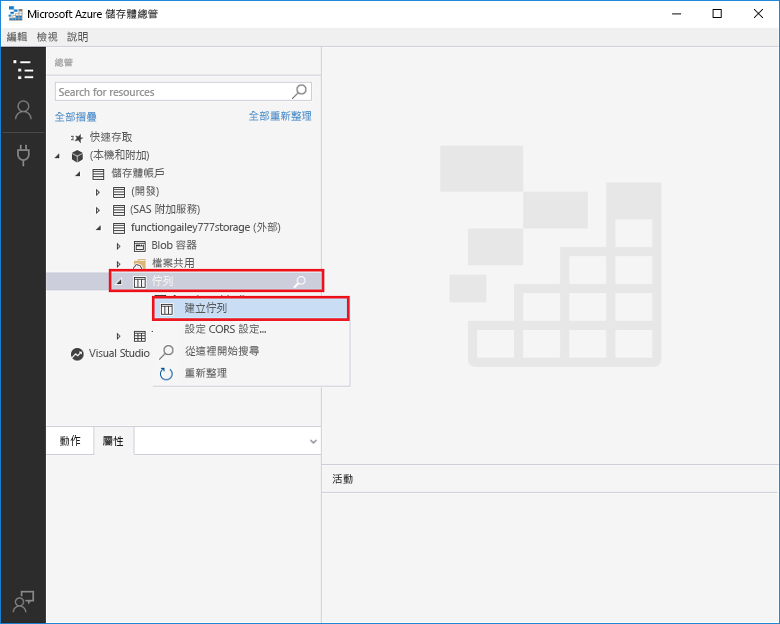 Microsoft Azure 儲存體總管
編輯 檢視 說明
總管
Search for resources
全部摺疊 全部重新整理
快速存取
(本機和附加)
儲存體帳戶
(開發)
(SAS 附加服務)
functiongailey777storage (外部)
Blob 容器
檔案共用
佇列
建立佇列
設定 CORS 設定...
Visual Studio
從這裡開始搜尋
重新整理
動作 屬性
活動